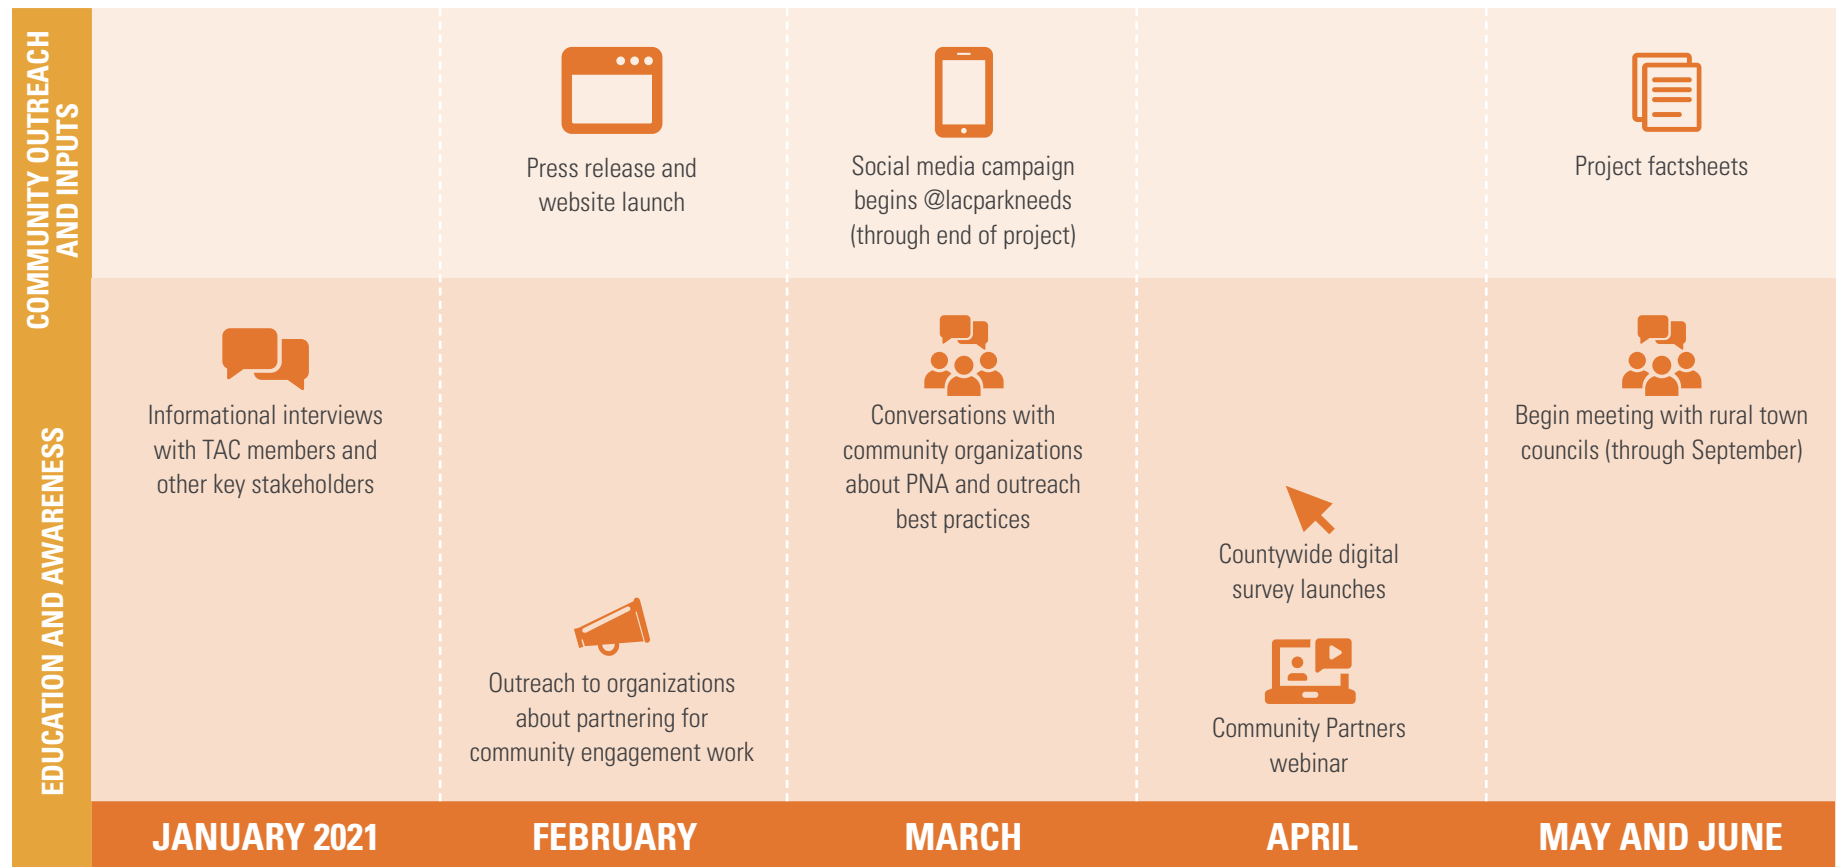 COMMUNITY OUTREACH
AND INPUTS
Press release and
website launch
Social media campaign
begins @lacparkneeds
(through end of project)
Project factsheets
EDUCATION AND AWARENESS
Informational interviews
with TAC members and
other key stakeholders
Outreach to organizations
about partnering for
community engagement work
Conversations with
community organizations
about PNA and outreach
best practices
Countywide digital
survey launches
Community Partners
webinar
Begin meeting with rural town
councils (through September)
JANUARY 2021
FEBRUARY
MARCH
APRIL
MAY AND JUNE